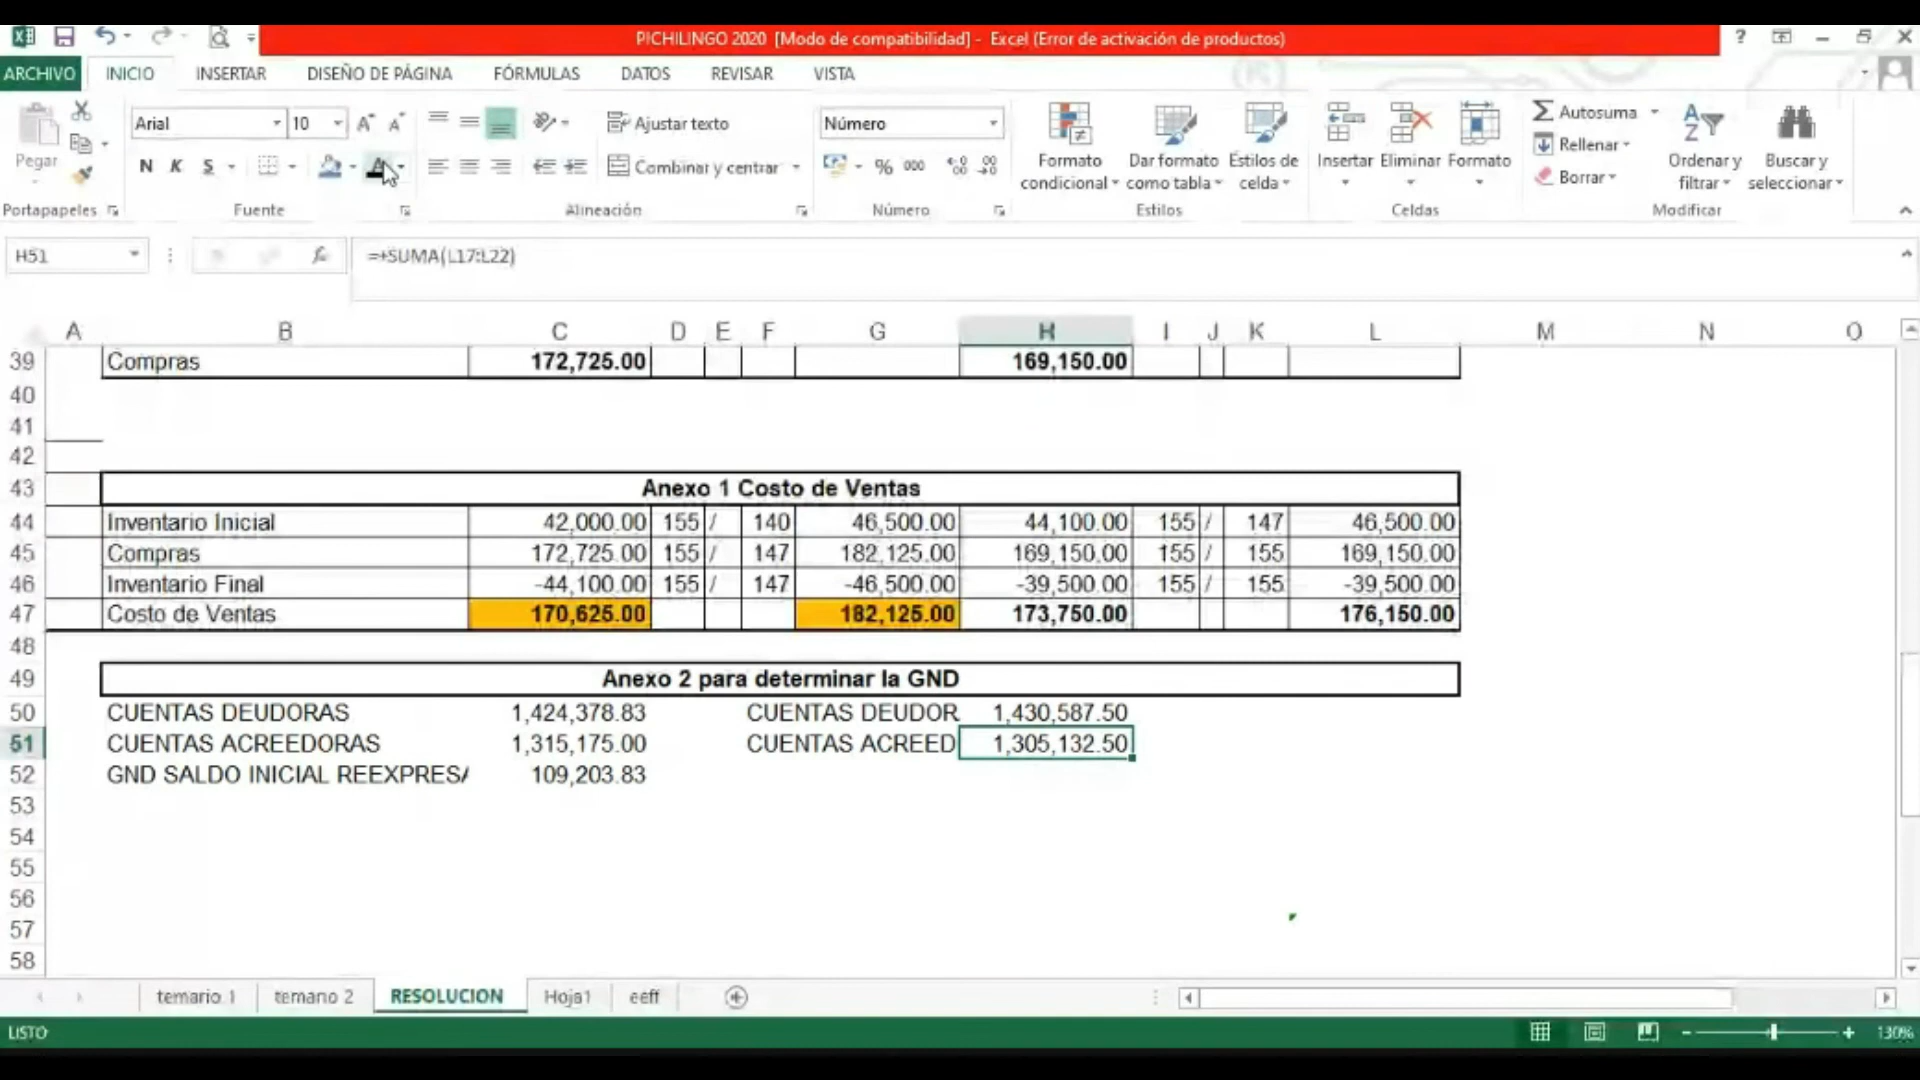 PICHILINGO 2020 [Modo de compatibilidad] - Excel (Error de activación de productos)
ARCHIVO INICIO INSERTAR DISEÑO DE PÁGINA FÓRMULAS DATOS REVISAR VISTA
Pegar Arial 10 N K S Ajustar texto Combinar y centrar Número % 000
Formato condicional Dar formato como tabla Estilos de celda Insertar Eliminar Formato
Autosuma Rellenar Borrar Ordenar y filtrar Buscar y seleccionar
Portapapeles Fuente Alineación Número Estilos Celdas Modificar
H51 fx =+SUMA(L17:L22)
A B C D E F G H I J K L M N O
39 Compras 172,725.00 169,150.00
40
41
42
43 Anexo 1 Costo de Ventas
44 Inventario Inicial 42,000.00 155 / 140 46,500.00 44,100.00 155 / 147 46,500.00
45 Compras 172,725.00 155 / 147 182,125.00 169,150.00 155 / 155 169,150.00
46 Inventario Final -44,100.00 155 / 147 -46,500.00 -39,500.00 155 / 155 -39,500.00
47 Costo de Ventas 170,625.00 182,125.00 173,750.00 176,150.00
48
49 Anexo 2 para determinar la GND
50 CUENTAS DEUDORAS 1,424,378.83 CUENTAS DEUDOR 1,430,587.50
51 CUENTAS ACREEDORAS 1,315,175.00 CUENTAS ACREED 1,305,132.50
52 GND SALDO INICIAL REEXPRESA 109,203.83
53
54
55
56
57
58
temario 1 temario 2 RESOLUCION Hoja1 eeff
LISTO 130%